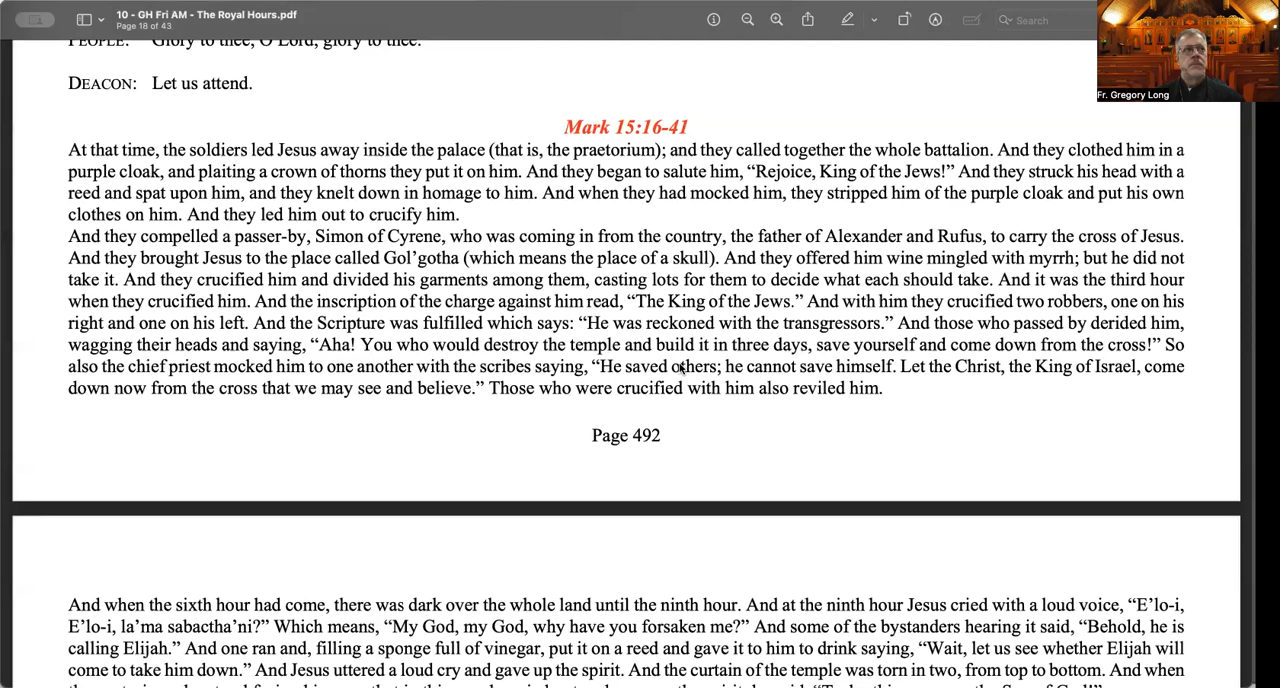 10 - GH Fri AM - The Royal Hours.pdf
Page 18 of 43
Search
Fr. Gregory Long
PEOPLE: Glory to thee, O Lord, glory to thee.
DEACON: Let us attend.
Mark 15:16-41
At that time, the soldiers led Jesus away inside the palace (that is, the praetorium); and they called together the whole battalion. And they clothed him in a
purple cloak, and plaiting a crown of thorns they put it on him. And they began to salute him, “Rejoice, King of the Jews!” And they struck his head with a
reed and spat upon him, and they knelt down in homage to him. And when they had mocked him, they stripped him of the purple cloak and put his own
clothes on him. And they led him out to crucify him.
And they compelled a passer-by, Simon of Cyrene, who was coming in from the country, the father of Alexander and Rufus, to carry the cross of Jesus.
And they brought Jesus to the place called Gol’gotha (which means the place of a skull). And they offered him wine mingled with myrrh; but he did not
take it. And they crucified him and divided his garments among them, casting lots for them to decide what each should take. And it was the third hour
when they crucified him. And the inscription of the charge against him read, “The King of the Jews.” And with him they crucified two robbers, one on his
right and one on his left. And the Scripture was fulfilled which says: “He was reckoned with the transgressors.” And those who passed by derided him,
wagging their heads and saying, “Aha! You who would destroy the temple and build it in three days, save yourself and come down from the cross!” So
also the chief priest mocked him to one another with the scribes saying, “He saved others; he cannot save himself. Let the Christ, the King of Israel, come
down now from the cross that we may see and believe.” Those who were crucified with him also reviled him.
Page 492
And when the sixth hour had come, there was dark over the whole land until the ninth hour. And at the ninth hour Jesus cried with a loud voice, “E’lo-i,
E’lo-i, la’ma sabactha’ni?” Which means, “My God, my God, why have you forsaken me?” And some of the bystanders hearing it said, “Behold, he is
calling Elijah.” And one ran and, filling a sponge full of vinegar, put it on a reed and gave it to him to drink saying, “Wait, let us see whether Elijah will
come to take him down.” And Jesus uttered a loud cry and gave up the spirit. And the curtain of the temple was torn in two, from top to bottom. And when